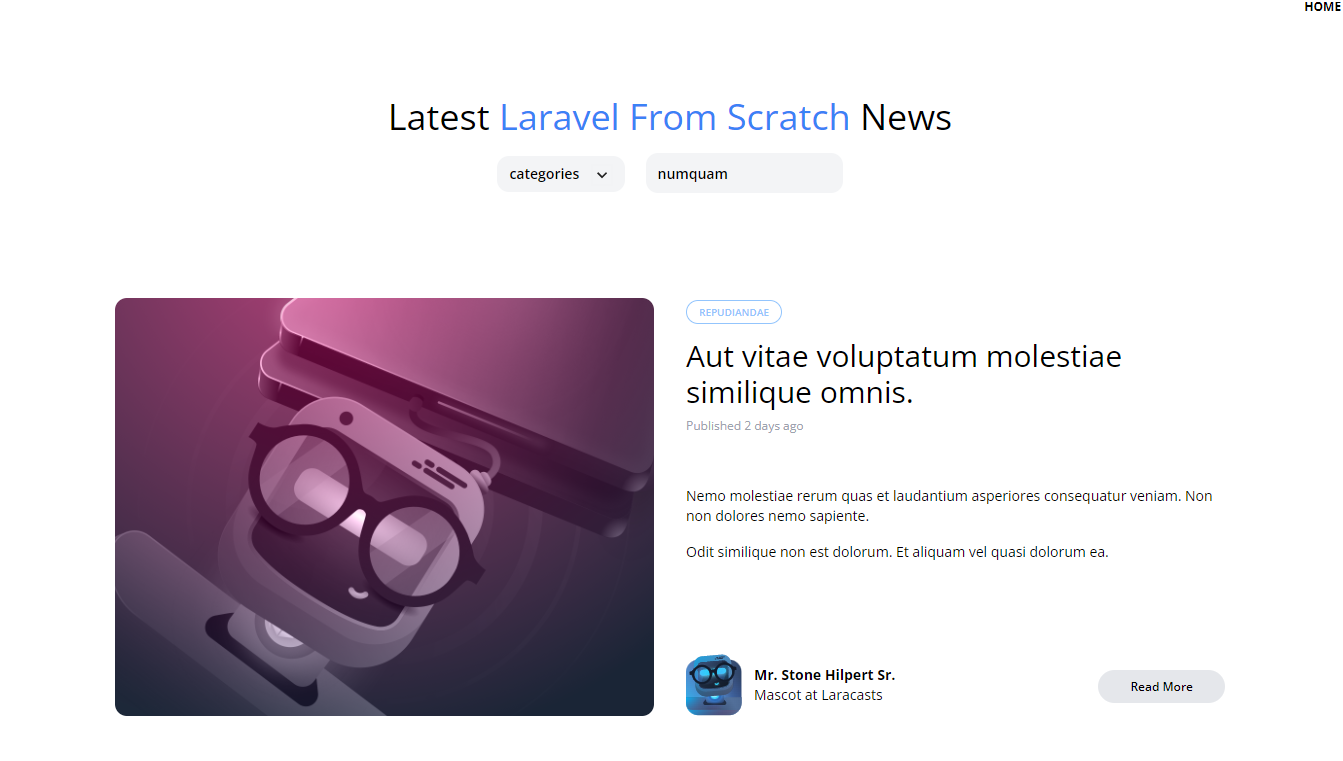 HOME
Latest Laravel From Scratch News
categories
numquam
REPUDIANDAE
Aut vitae voluptatum molestiae
similique omnis.
Published 2 days ago
Nemo molestiae rerum quas et laudantium asperiores consequatur veniam. Non
non dolores nemo sapiente.
Odit similique non est dolorum. Et aliquam vel quasi dolorum ea.
Mr. Stone Hilpert Sr.
Mascot at Laracasts
Read More